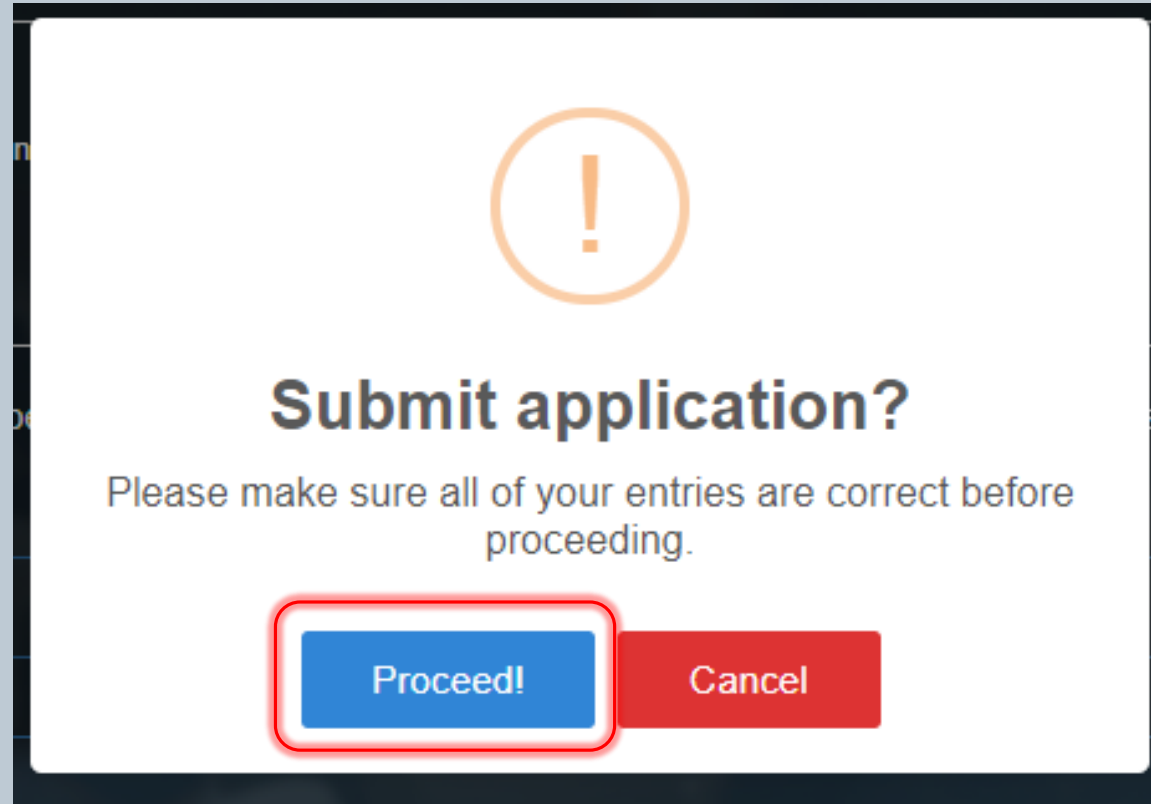 !
Submit application?
Please make sure all of your entries are correct before
proceeding.
Proceed! Cancel